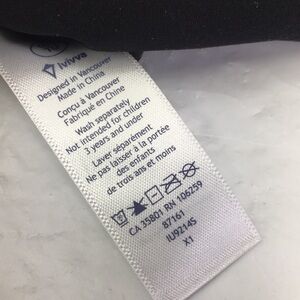 ivivva
Designed in Vancouver
Made in China
Conçu à Vancouver
Fabriqué en Chine
Wash separately
Not intended for children
3 years and under
Laver séparément
Ne pas laisser à la portée
des enfants
de trois ans et moins
CA 35801 RN 106259
87161
IU9214S
X1